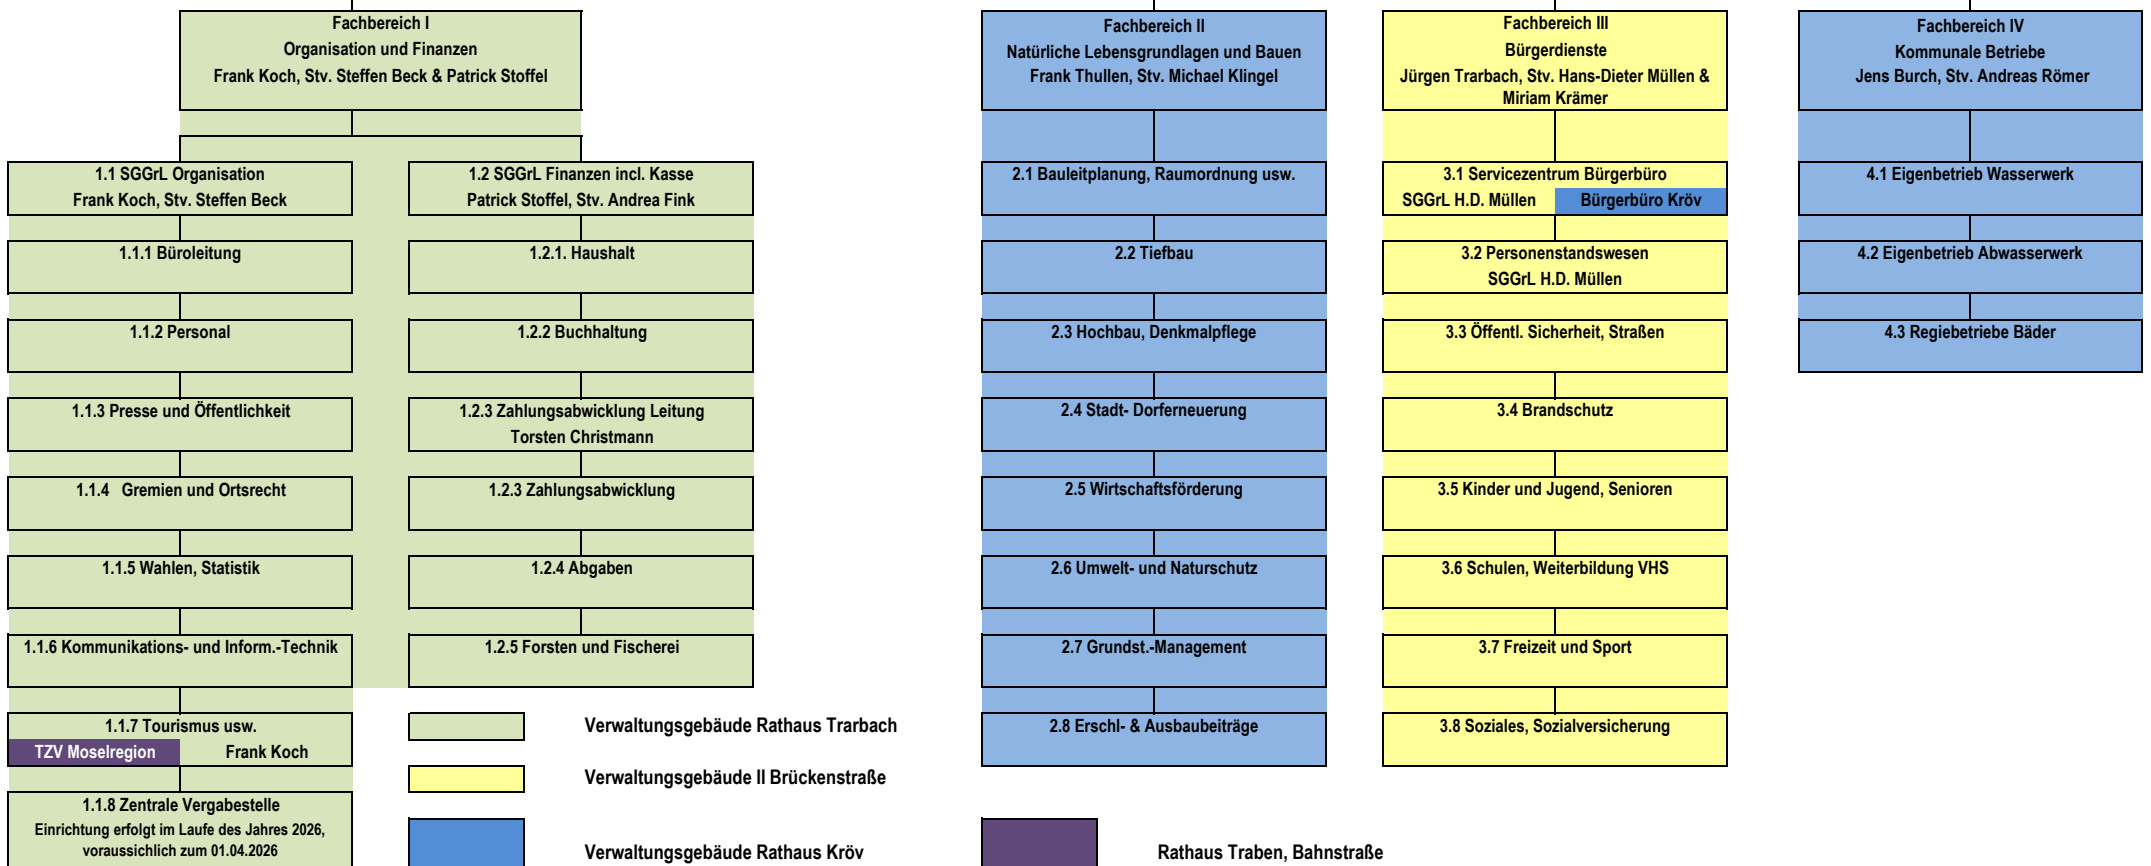 Fachbereich I
Organisation und Finanzen
Frank Koch, Stv. Steffen Beck & Patrick Stoffel
1.1 SGGrL Organisation
Frank Koch, Stv. Steffen Beck
1.1.1 Büroleitung
1.1.2 Personal
1.1.3 Presse und Öffentlichkeit
1.1.4 Gremien und Ortsrecht
1.1.5 Wahlen, Statistik
1.1.6 Kommunikations- und Inform.-Technik
1.1.7 Tourismus usw.
TZV Moselregion Frank Koch
1.1.8 Zentrale Vergabestelle
Einrichtung erfolgt im Laufe des Jahres 2026,
voraussichlich zum 01.04.2026
1.2 SGGrL Finanzen incl. Kasse
Patrick Stoffel, Stv. Andrea Fink
1.2.1. Haushalt
1.2.2 Buchhaltung
1.2.3 Zahlungsabwicklung Leitung
Torsten Christmann
1.2.3 Zahlungsabwicklung
1.2.4 Abgaben
1.2.5 Forsten und Fischerei
Fachbereich II
Natürliche Lebensgrundlagen und Bauen
Frank Thullen, Stv. Michael Klingel
2.1 Bauleitplanung, Raumordnung usw.
2.2 Tiefbau
2.3 Hochbau, Denkmalpflege
2.4 Stadt- Dorferneuerung
2.5 Wirtschaftsförderung
2.6 Umwelt- und Naturschutz
2.7 Grundst.-Management
2.8 Erschl- & Ausbaubeiträge
Fachbereich III
Bürgerdienste
Jürgen Trarbach, Stv. Hans-Dieter Müllen &
Miriam Krämer
3.1 Servicezentrum Bürgerbüro
SGGrL H.D. Müllen Bürgerbüro Kröv
3.2 Personenstandswesen
SGGrL H.D. Müllen
3.3 Öffentl. Sicherheit, Straßen
3.4 Brandschutz
3.5 Kinder und Jugend, Senioren
3.6 Schulen, Weiterbildung VHS
3.7 Freizeit und Sport
3.8 Soziales, Sozialversicherung
Fachbereich IV
Kommunale Betriebe
Jens Burch, Stv. Andreas Römer
4.1 Eigenbetrieb Wasserwerk
4.2 Eigenbetrieb Abwasserwerk
4.3 Regiebetriebe Bäder
Verwaltungsgebäude Rathaus Trarbach
Verwaltungsgebäude II Brückenstraße
Verwaltungsgebäude Rathaus Kröv
Rathaus Traben, Bahnstraße